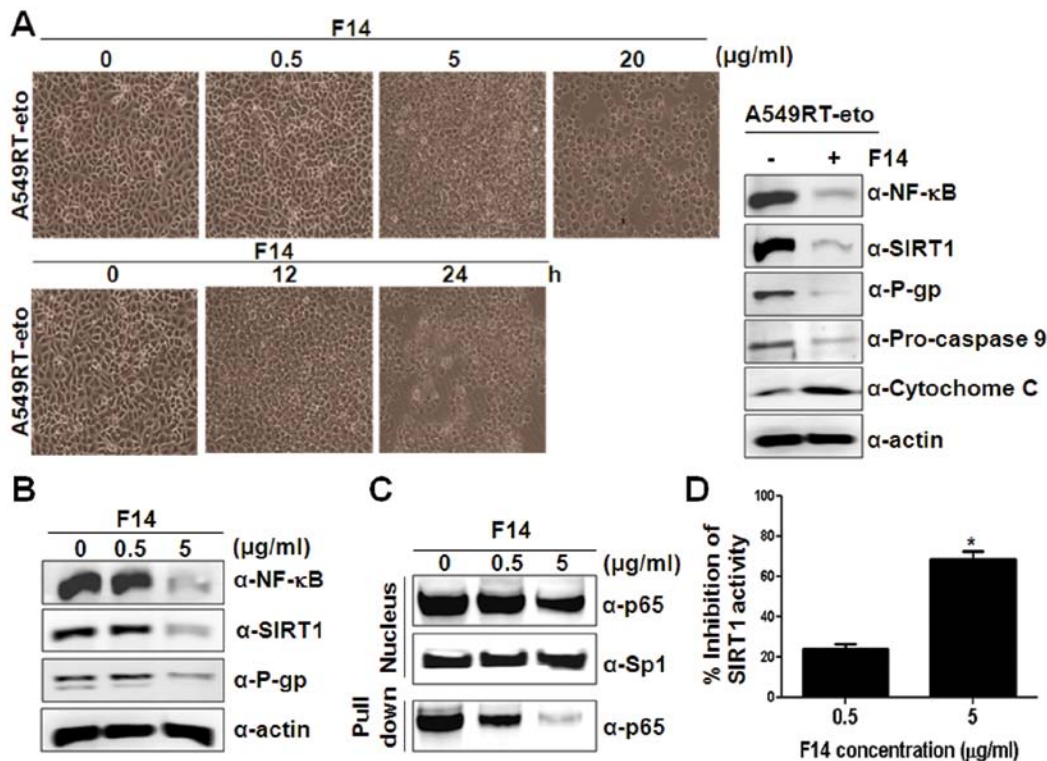 A
F14
0 0.5 5 20 (µg/ml)
A549RT-eto
F14
0 12 24 h
A549RT-eto
A549RT-eto
- + F14
α-NF-κB
α-SIRT1
α-P-gp
α-Pro-caspase 9
α-Cytochome C
α-actin
B
F14
0 0.5 5 (µg/ml)
α-NF-κB
α-SIRT1
α-P-gp
α-actin
C
F14
0 0.5 5 (µg/ml)
Nucleus
α-p65
α-Sp1
Pull
down
α-p65
D
% Inhibition of
SIRT1 activity
100
80
60
40
20
0
*
0.5 5
F14 concentration (µg/ml)